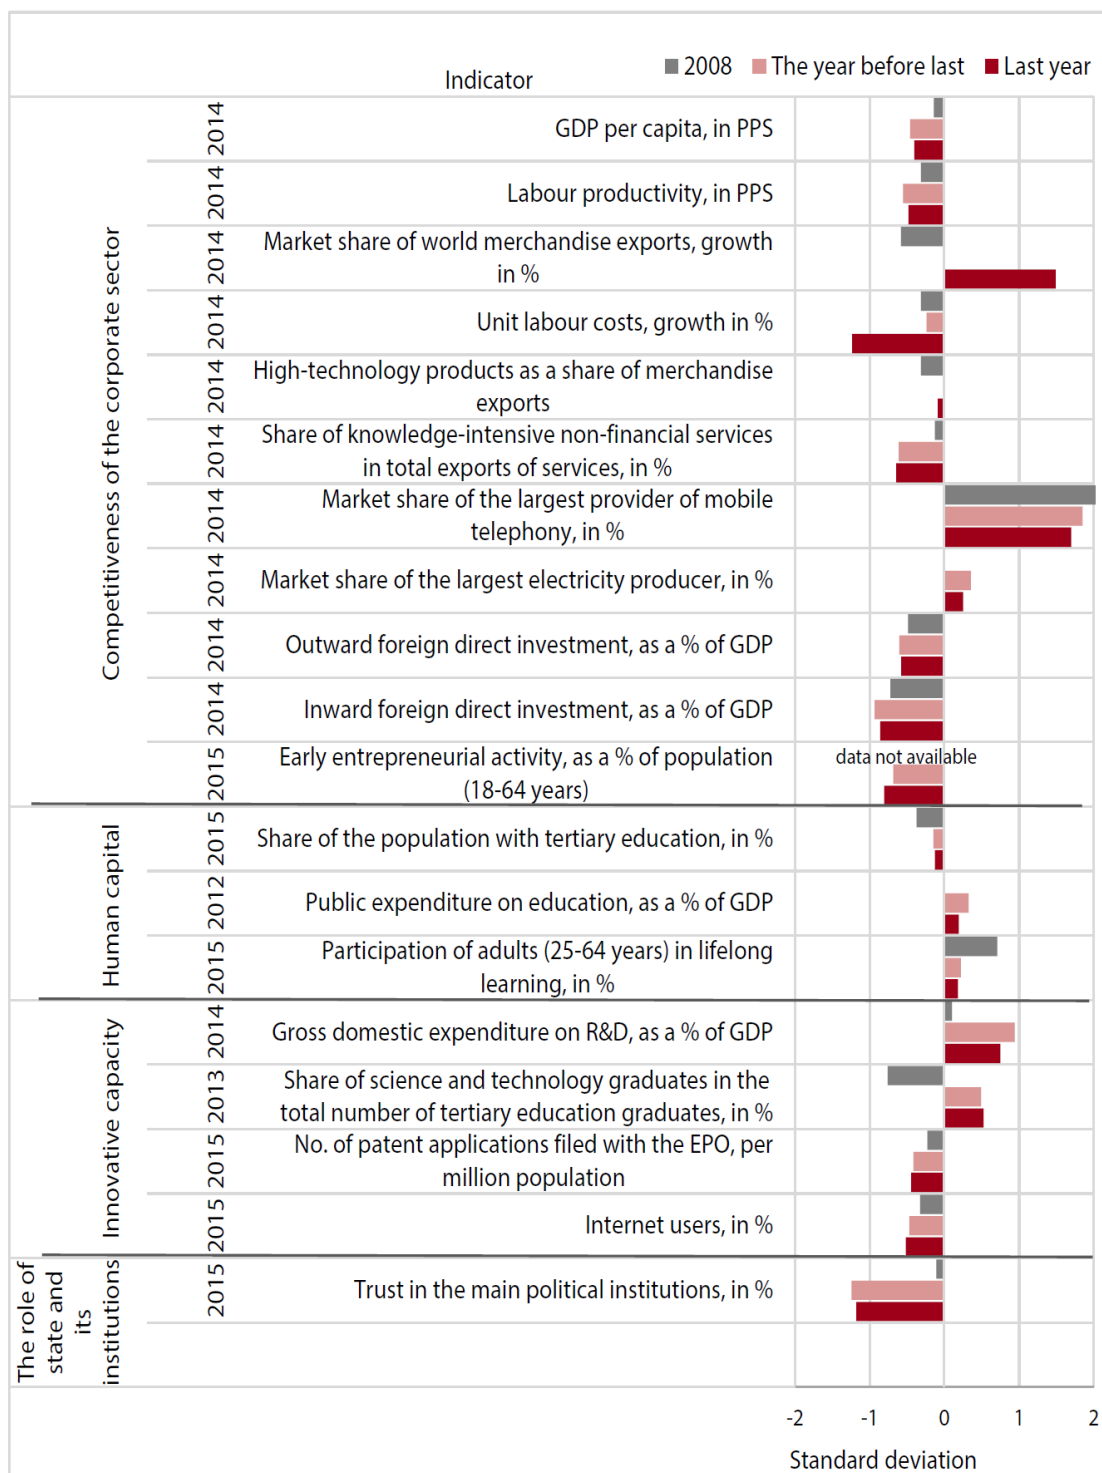 Indicator
2008
The year before last
Last year
Competitiveness of the corporate sector
2014
GDP per capita, in PPS
2014
Labour productivity, in PPS
2014
Market share of world merchandise exports, growth
in %
2014
Unit labour costs, growth in %
2014
High-technology products as a share of merchandise
exports
2014
Share of knowledge-intensive non-financial services
in total exports of services, in %
2014
Market share of the largest provider of mobile
telephony, in %
2014
Market share of the largest electricity producer, in %
2014
Outward foreign direct investment, as a % of GDP
2014
Inward foreign direct investment, as a % of GDP
2015
Early entrepreneurial activity, as a % of population
(18-64 years)
data not available
Human capital
2015
Share of the population with tertiary education, in %
2012
Public expenditure on education, as a % of GDP
2015
Participation of adults (25-64 years) in lifelong
learning, in %
Innovative capacity
2014
Gross domestic expenditure on R&D, as a % of GDP
2013
Share of science and technology graduates in the
total number of tertiary education graduates, in %
2015
No. of patent applications filed with the EPO, per
million population
2015
Internet users, in %
The role of
state and
its
institutions
2015
Trust in the main political institutions, in %
-2 -1 0 1 2
Standard deviation